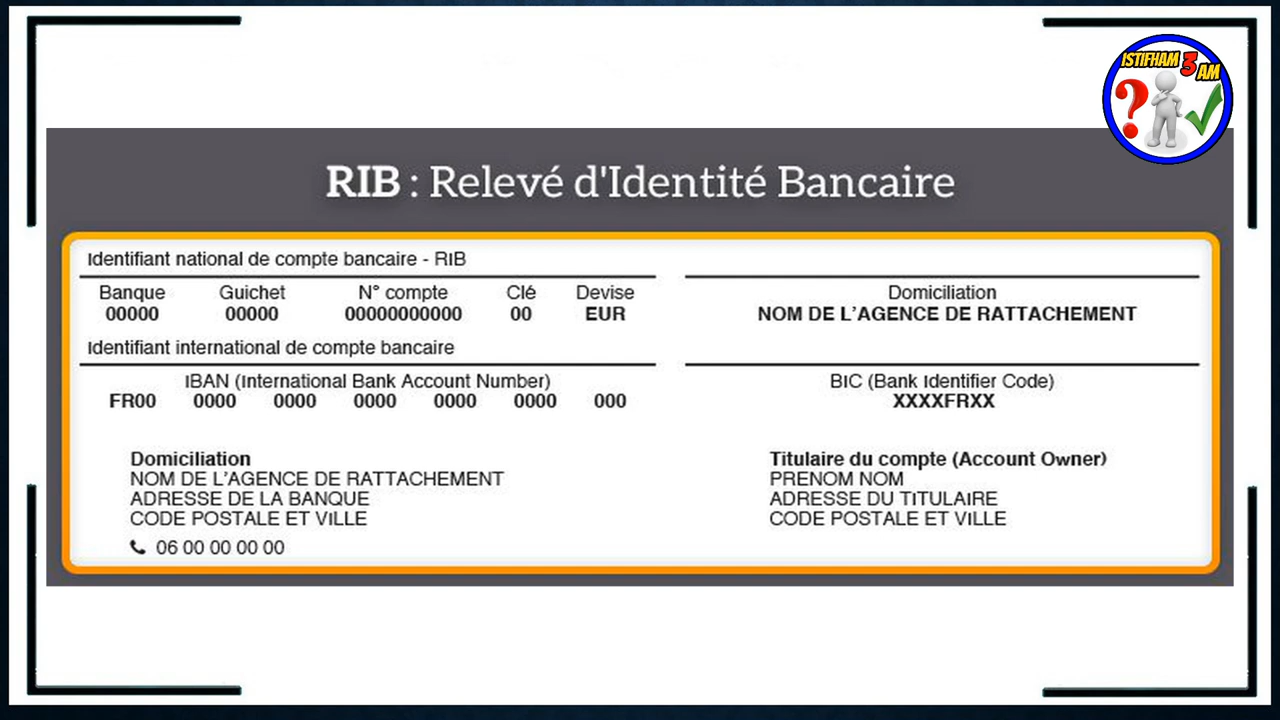 ISTIFHAM 3 AM
RIB : Relevé d'Identité Bancaire
Identifiant national de compte bancaire - RIB
Banque Guichet N° compte Clé Devise
00000 00000 00000000000 00 EUR
Domiciliation
NOM DE L'AGENCE DE RATTACHEMENT
Identifiant international de compte bancaire
IBAN (International Bank Account Number)
FR00 0000 0000 0000 0000 0000 000
BIC (Bank Identifier Code)
XXXXFRXX
Domiciliation
NOM DE L'AGENCE DE RATTACHEMENT
ADRESSE DE LA BANQUE
CODE POSTALE ET VILLE
06 00 00 00 00
Titulaire du compte (Account Owner)
PRENOM NOM
ADRESSE DU TITULAIRE
CODE POSTALE ET VILLE